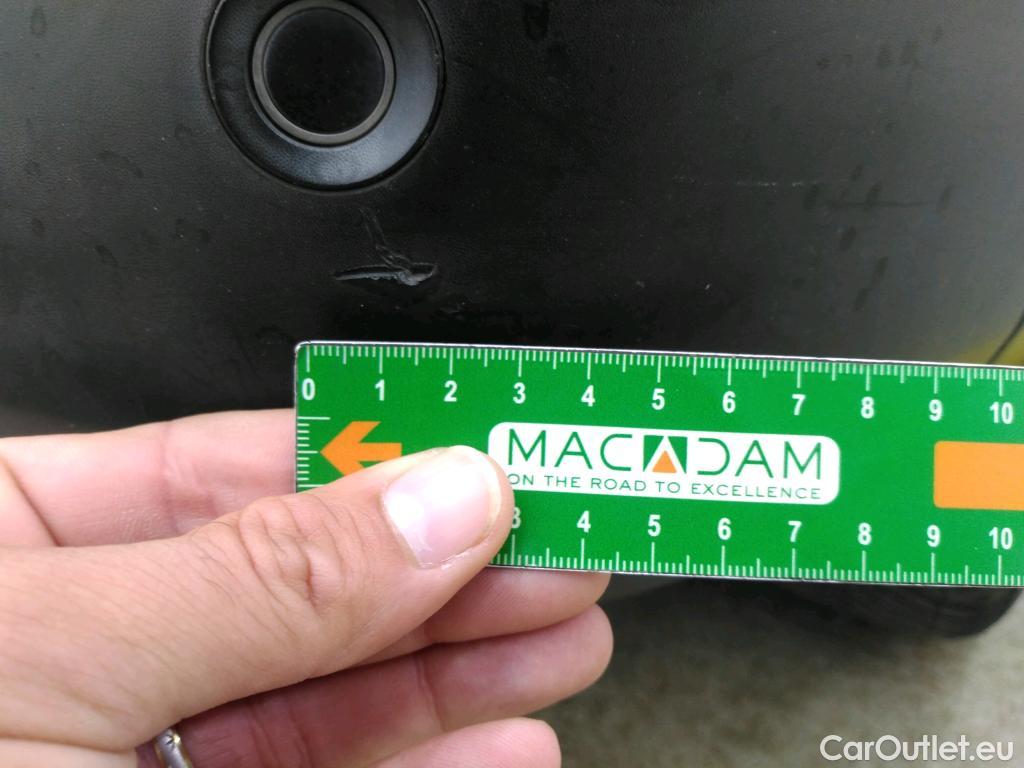 0 1 2 3 4 5 6 7 8 9 10
MACADAM
ON THE ROAD TO EXCELLENCE
3 4 5 6 7 8 9 10
CarOutlet.eu